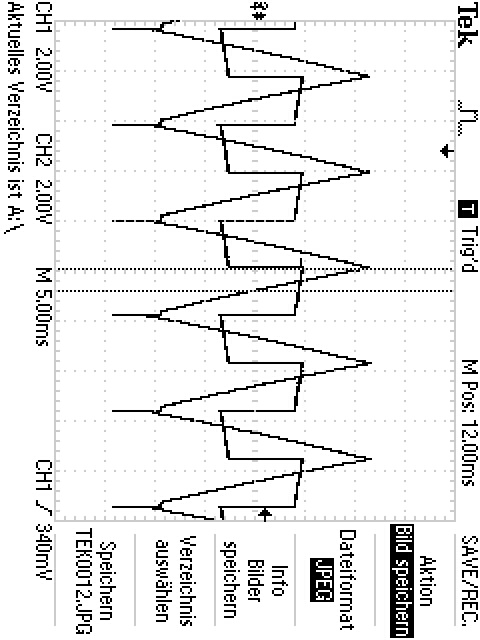 Tek
T Trig'd
M Pos: 12.00ms
SAVE/REC.
Aktion
Bild speichern
Dateiformat
JPEG
Info
Bilder
speichern
Verzeichnis
auswählen
Speichern
TEK0012.JPG
CH1 2.00V CH2 2.00V M 5.00ms CH1 / 340mV
Aktuelles Verzeichnis ist A:\